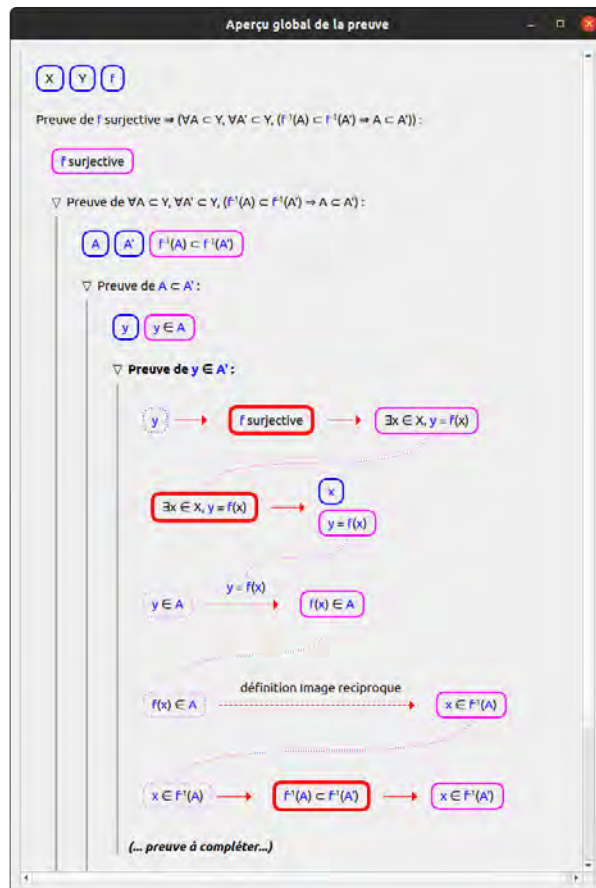 Aperçu global de la preuve
X Y f
Preuve de f surjective ⇒ (∀A ⊂ Y, ∀A' ⊂ Y, (f⁻¹(A) ⊂ f⁻¹(A') ⇒ A ⊂ A')) :
f surjective
▽ Preuve de ∀A ⊂ Y, ∀A' ⊂ Y, (f⁻¹(A) ⊂ f⁻¹(A') ⇒ A ⊂ A') :
A A' f⁻¹(A) ⊂ f⁻¹(A')
▽ Preuve de A ⊂ A' :
y y ∈ A
▽ Preuve de y ∈ A' :
y f surjective ∃x ∈ X, y = f(x)
∃x ∈ X, y = f(x) x
y = f(x)
y = f(x)
y ∈ A f(x) ∈ A
définition Image reciproque
f(x) ∈ A x ∈ f⁻¹(A)
x ∈ f⁻¹(A) f⁻¹(A) ⊂ f⁻¹(A') x ∈ f⁻¹(A')
(... preuve à compléter...)